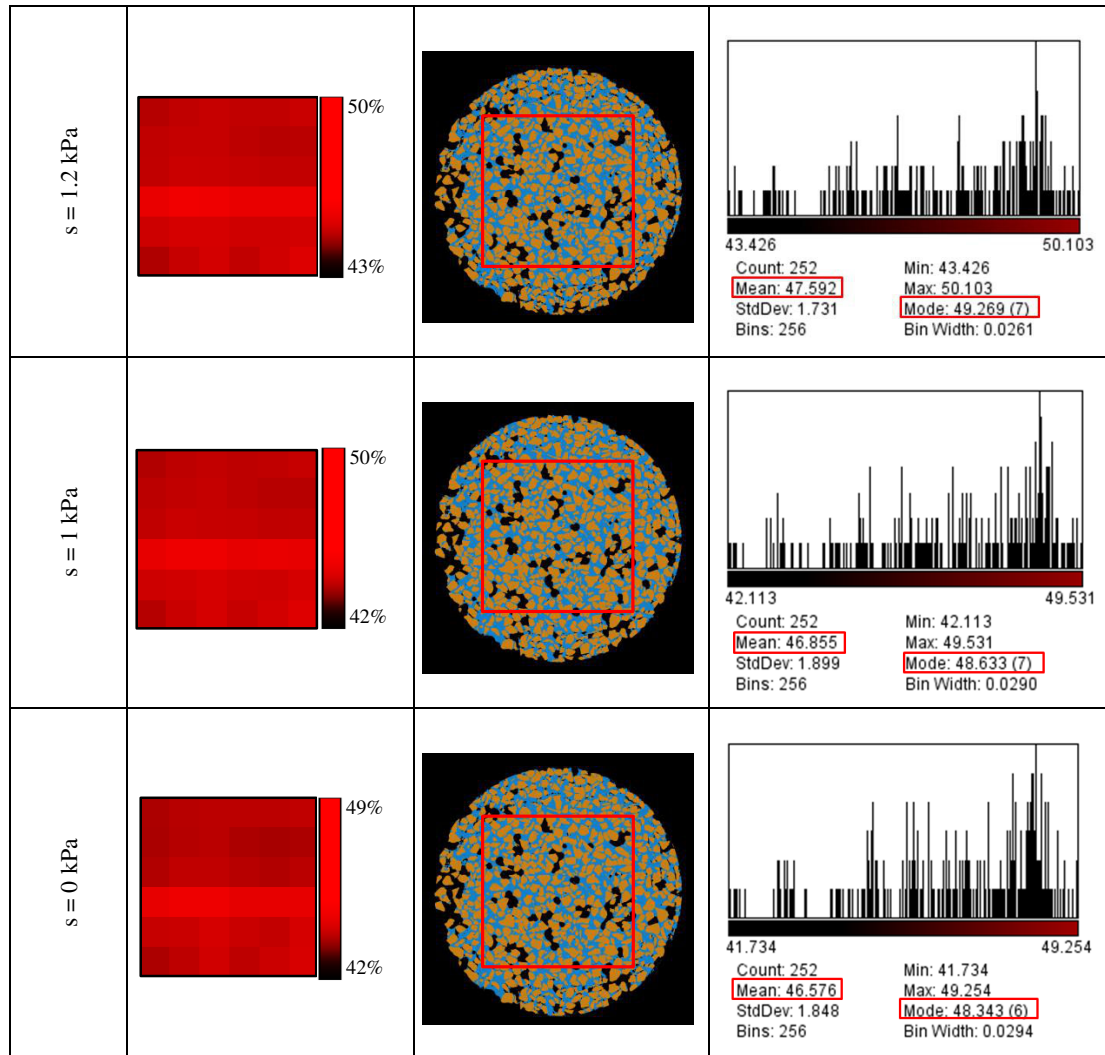 s = 1.2 kPa
50%
43%
43.426 50.103
Count: 252 Min: 43.426
Mean: 47.592 Max: 50.103
StdDev: 1.731 Mode: 49.269 (7)
Bins: 256 Bin Width: 0.0261
s = 1 kPa
50%
42%
42.113 49.531
Count: 252 Min: 42.113
Mean: 46.855 Max: 49.531
StdDev: 1.899 Mode: 48.633 (7)
Bins: 256 Bin Width: 0.0290
s = 0 kPa
49%
42%
41.734 49.254
Count: 252 Min: 41.734
Mean: 46.576 Max: 49.254
StdDev: 1.848 Mode: 48.343 (6)
Bins: 256 Bin Width: 0.0294